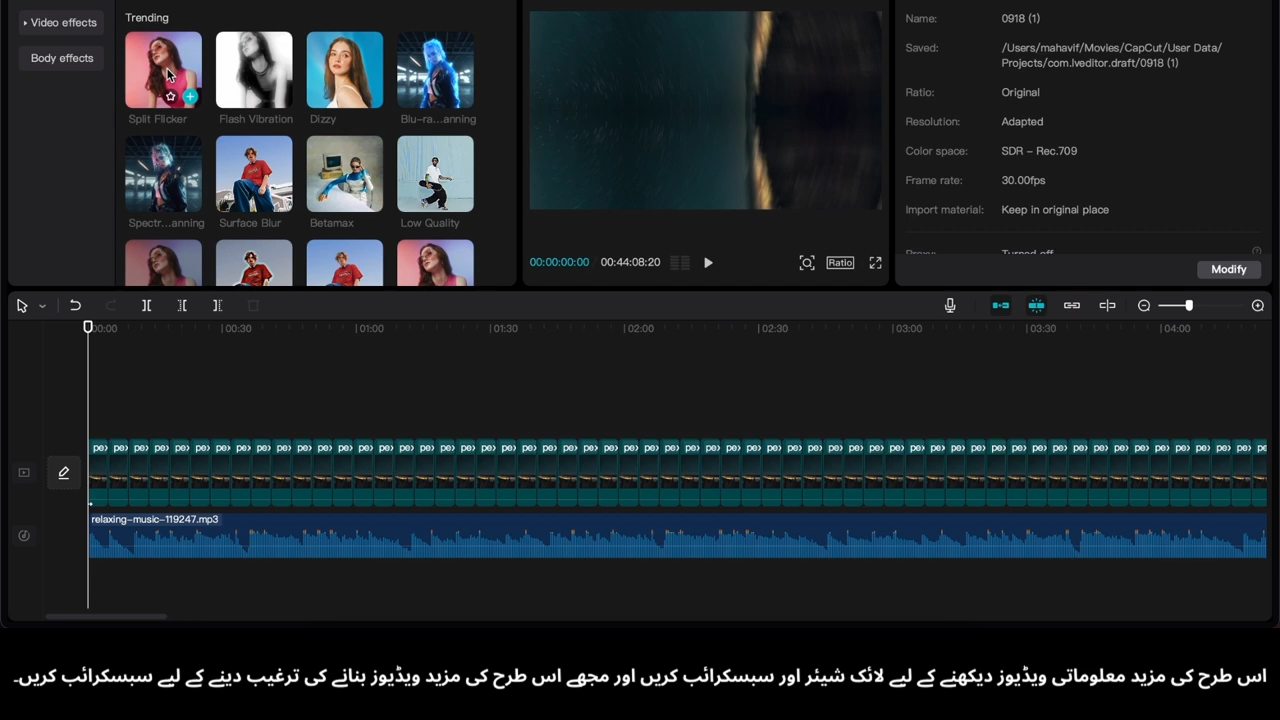 Video effects
Body effects
Trending
Split Flicker
Flash Vibration
Dizzy
Blu-ra...anning
Spectr...anning
Surface Blur
Betamax
Low Quality
00:00:00:00 00:44:08:20
Ratio
Name: 0918 (1)
Saved: /Users/mahavif/Movies/CapCut/User Data/
Projects/com.lveditor.draft/0918 (1)
Ratio: Original
Resolution: Adapted
Color space: SDR – Rec.709
Frame rate: 30.00fps
Import material: Keep in original place
Modify
00:00 00:30 01:00 01:30 02:00 02:30 03:00 03:30 04:00
relaxing-music-119247.mp3
اس طرح کی مزید معلوماتی ویڈیوز دیکھنے کے لیے لائک شیئر اور سبسکرائب کریں اور مجھے اس طرح کی مزید ویڈیوز بنانے کی ترغیب دینے کے لیے سبسکرائب کریں۔